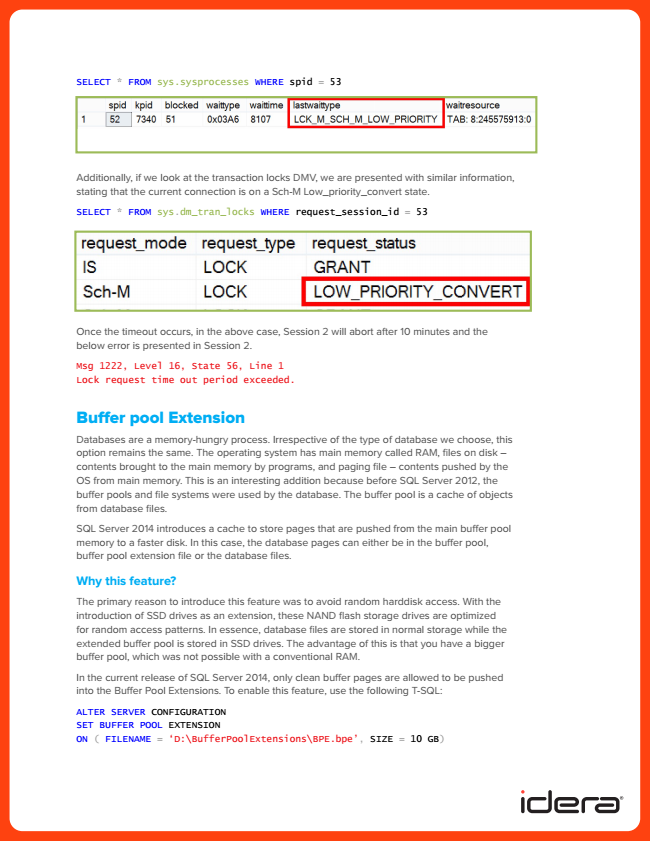 SELECT * FROM sys.sysprocesses WHERE spid = 53
spid kpid blocked waittype waittime lastwaittype waitresource
1 52 7340 51 0x03A6 8107 LCK_M_SCH_M_LOW_PRIORITY TAB: 8:245575913:0
Additionally, if we look at the transaction locks DMV, we are presented with similar information,
stating that the current connection is on a Sch-M Low_priority_convert state.
SELECT * FROM sys.dm_tran_locks WHERE request_session_id = 53
request_mode request_type request_status
IS LOCK GRANT
Sch-M LOCK LOW_PRIORITY_CONVERT
Once the timeout occurs, in the above case, Session 2 will abort after 10 minutes and the
below error is presented in Session 2.
Msg 1222, Level 16, State 56, Line 1
Lock request time out period exceeded.
Buffer pool Extension
Databases are a memory-hungry process. Irrespective of the type of database we choose, this
option remains the same. The operating system has main memory called RAM, files on disk –
contents brought to the main memory by programs, and paging file – contents pushed by the
OS from main memory. This is an interesting addition because before SQL Server 2012, the
buffer pools and file systems were used by the database. The buffer pool is a cache of objects
from database files.
SQL Server 2014 introduces a cache to store pages that are pushed from the main buffer pool
memory to a faster disk. In this case, the database pages can either be in the buffer pool,
buffer pool extension file or the database files.
Why this feature?
The primary reason to introduce this feature was to avoid random harddisk access. With the
introduction of SSD drives as an extension, these NAND flash storage drives are optimized
for random access patterns. In essence, database files are stored in normal storage while the
extended buffer pool is stored in SSD drives. The advantage of this is that you have a bigger
buffer pool, which was not possible with a conventional RAM.
In the current release of SQL Server 2014, only clean buffer pages are allowed to be pushed
into the Buffer Pool Extensions. To enable this feature, use the following T-SQL:
ALTER SERVER CONFIGURATION
SET BUFFER POOL EXTENSION
ON ( FILENAME = 'D:\BufferPoolExtensions\BPE.bpe', SIZE = 10 GB)
idera®